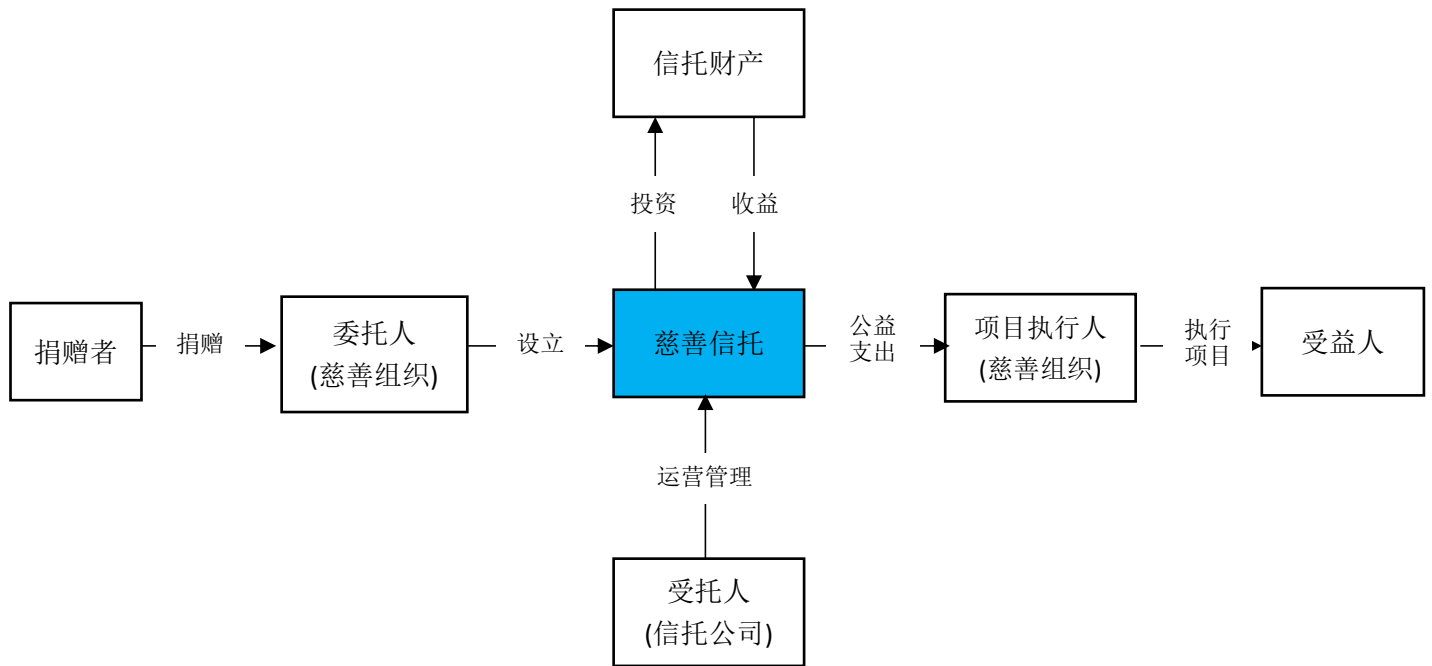 信托财产
投资
收益
捐赠者
捐赠
委托人
(慈善组织)
设立
慈善信托
公益
支出
项目执行人
(慈善组织)
执行
项目
受益人
运营管理
受托人
(信托公司)